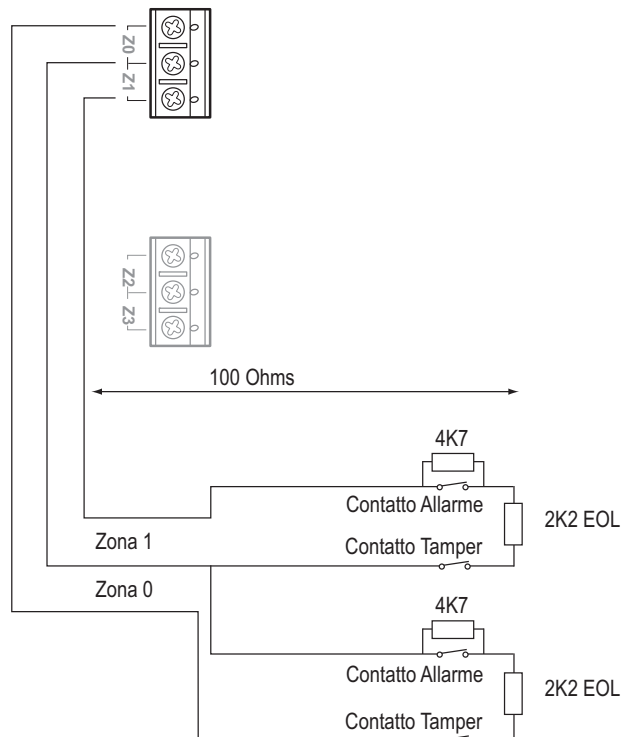 Z0
Z1
Z2
Z3
100 Ohms
4K7
Contatto Allarme
2K2 EOL
Zona 1
Contatto Tamper
Zona 0
4K7
Contatto Allarme
2K2 EOL
Contatto Tamper